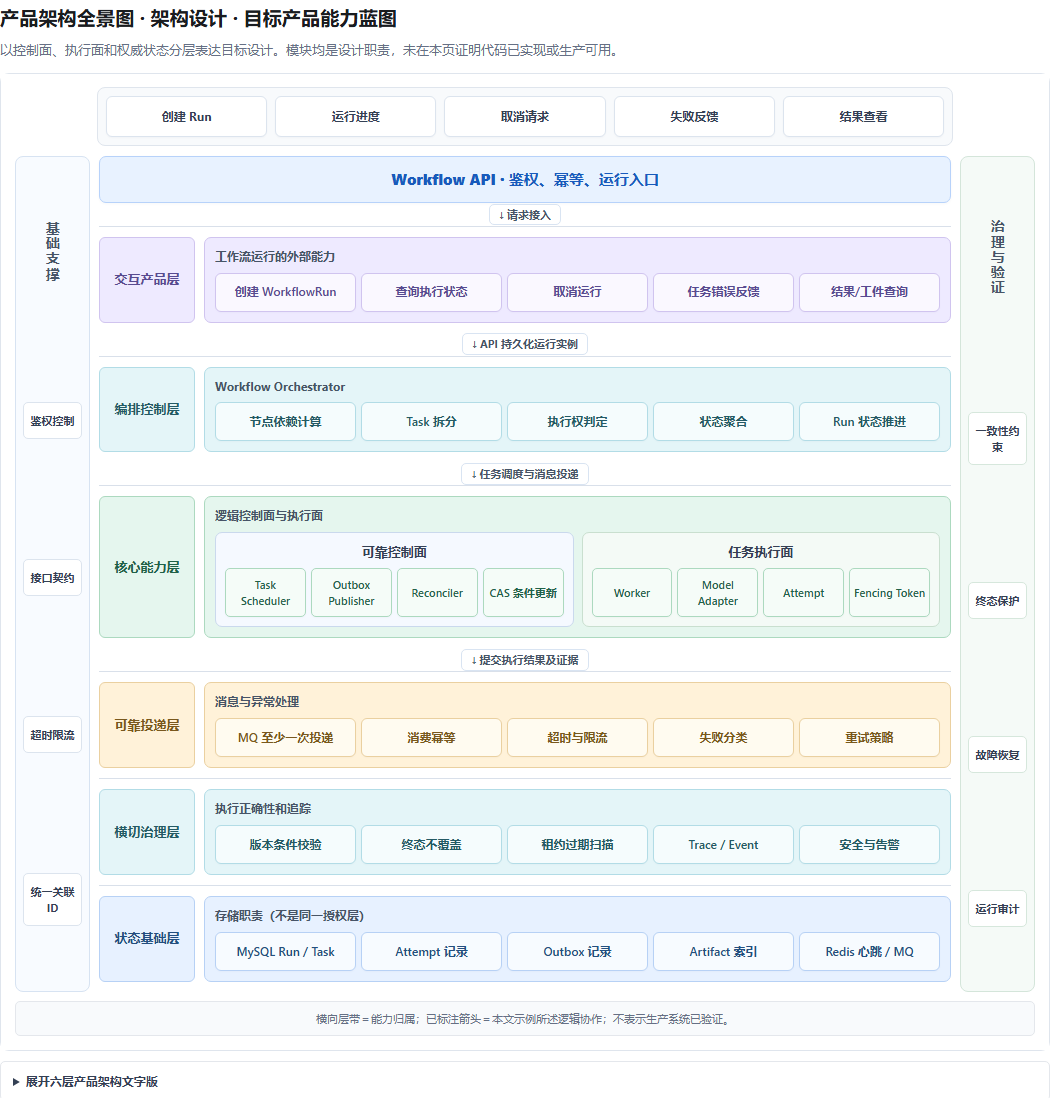 产品架构全景图 · 架构设计 · 目标产品能力蓝图
以控制面、执行面和权威状态分层表达目标设计。模块均是设计职责，未在本页证明代码已实现或生产可用。
创建 Run
运行进度
取消请求
失败反馈
结果查看
基础支撑
鉴权控制
接口契约
超时限流
统一关联
ID
Workflow API · 鉴权、幂等、运行入口
↓ 请求接入
交互产品层
工作流运行的外部能力
创建 WorkflowRun
查询执行状态
取消运行
任务错误反馈
结果/工件查询
↓ API 持久化运行实例
编排控制层
Workflow Orchestrator
节点依赖计算
Task 拆分
执行权判定
状态聚合
Run 状态推进
↓ 任务调度与消息投递
核心能力层
逻辑控制面与执行面
可靠控制面
Task
Scheduler
Outbox
Publisher
Reconciler
CAS 条件更新
任务执行面
Worker
Model
Adapter
Attempt
Fencing Token
↓ 提交执行结果及证据
可靠投递层
消息与异常处理
MQ 至少一次投递
消费幂等
超时与限流
失败分类
重试策略
横切治理层
执行正确性和追踪
版本条件校验
终态不覆盖
租约过期扫描
Trace / Event
安全与告警
状态基础层
存储职责（不是同一授权层）
MySQL Run / Task
Attempt 记录
Outbox 记录
Artifact 索引
Redis 心跳 / MQ
治理与验证
一致性约
束
终态保护
故障恢复
运行审计
横向层带＝能力归属；已标注箭头＝本文示例所述逻辑协作；不表示生产系统已验证。
▶ 展开六层产品架构文字版